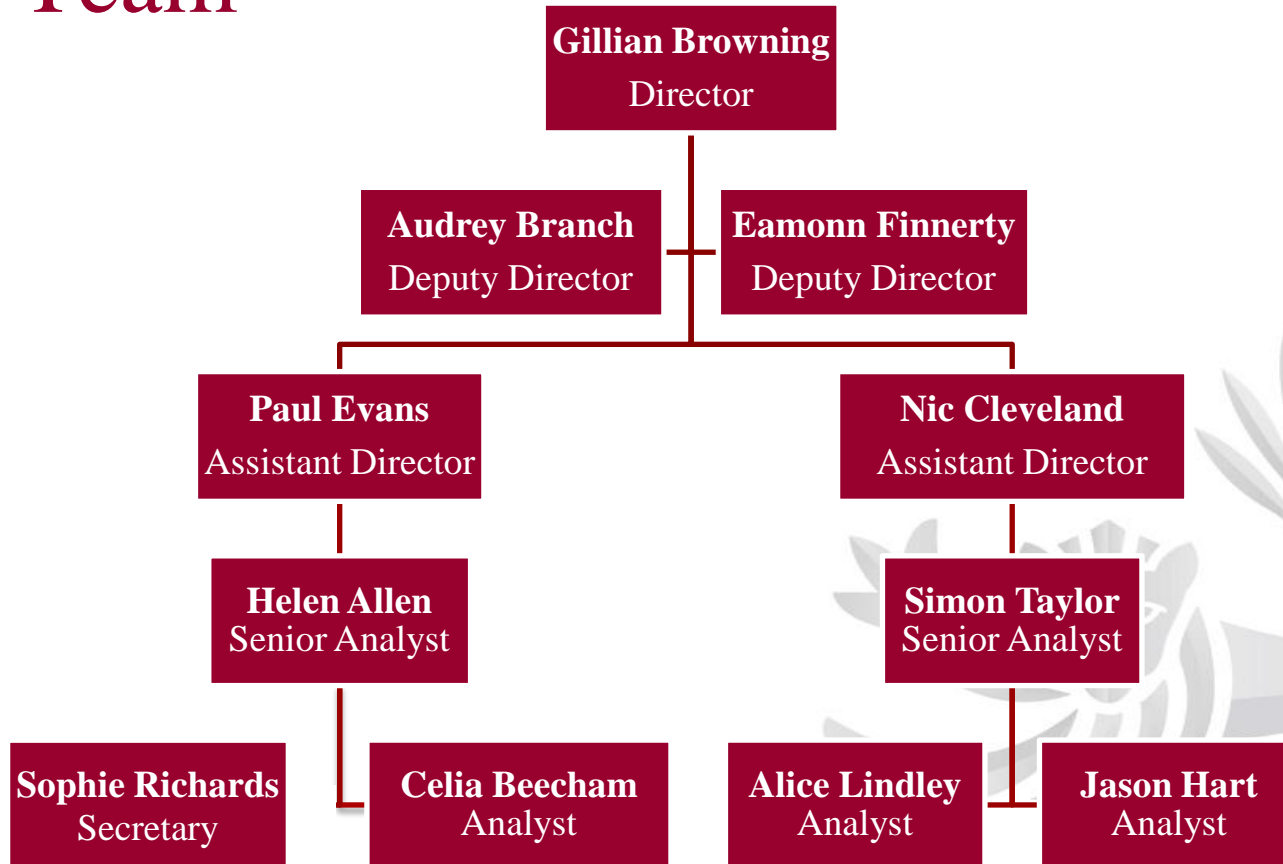 Team
Gillian Browning
Director
Audrey Branch
Deputy Director
Eamonn Finnerty
Deputy Director
Paul Evans
Assistant Director
Nic Cleveland
Assistant Director
Helen Allen
Senior Analyst
Simon Taylor
Senior Analyst
Sophie Richards
Secretary
Celia Beecham
Analyst
Alice Lindley
Analyst
Jason Hart
Analyst